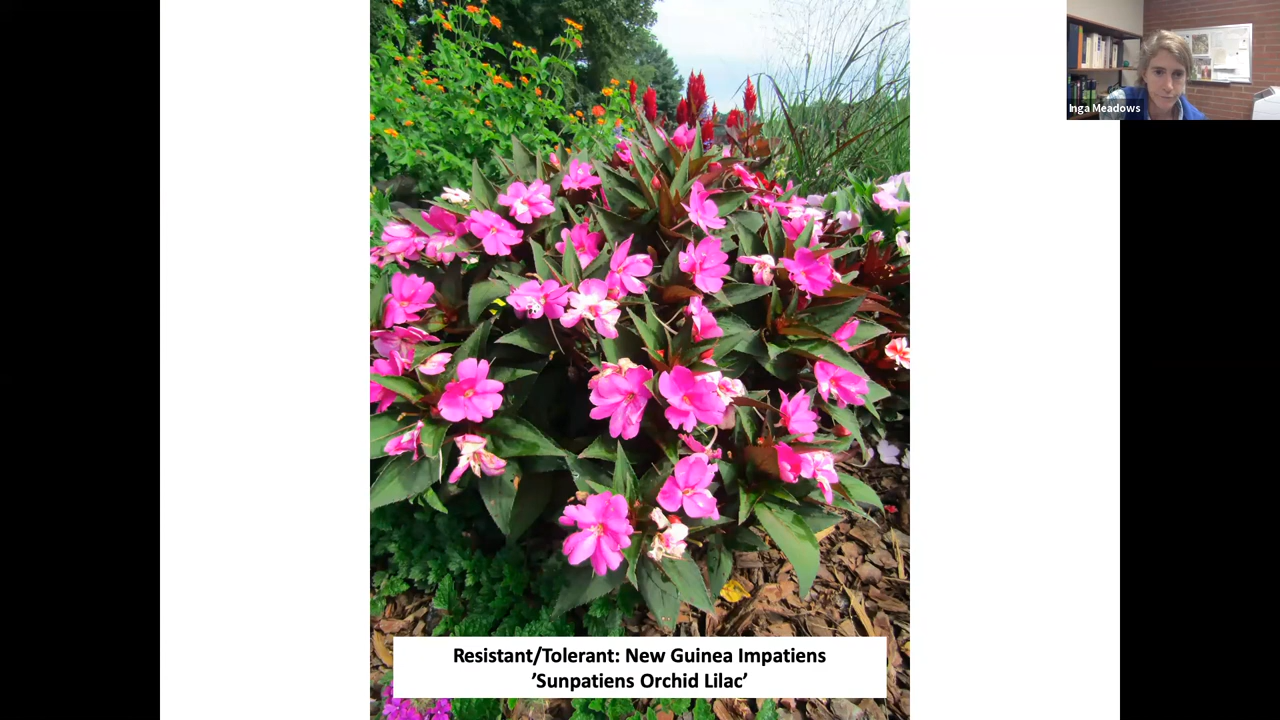 Inga Meadows
Resistant/Tolerant: New Guinea Impatiens
’Sunpatiens Orchid Lilac’